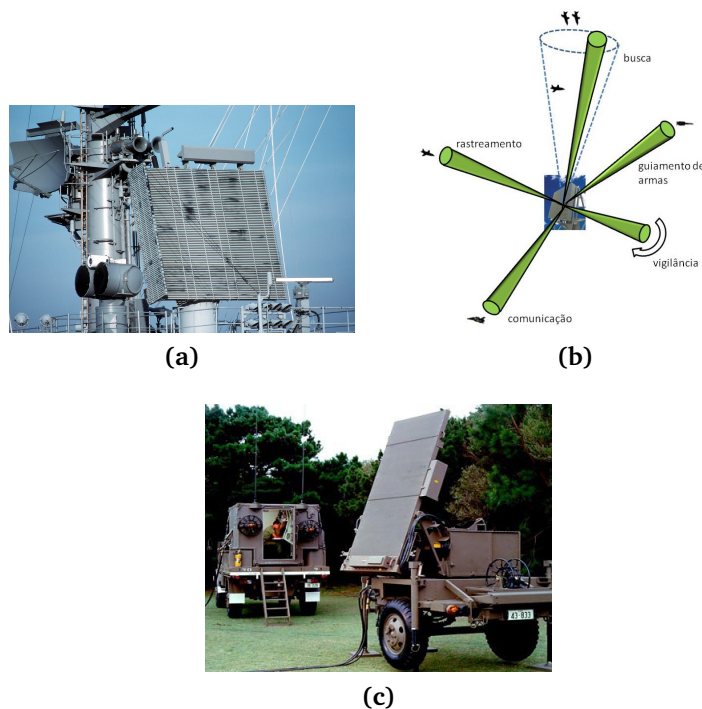 busca
rastreamento
guiamento de
armas
vigilância
comunicação
(a)
(b)
43-833
(c)